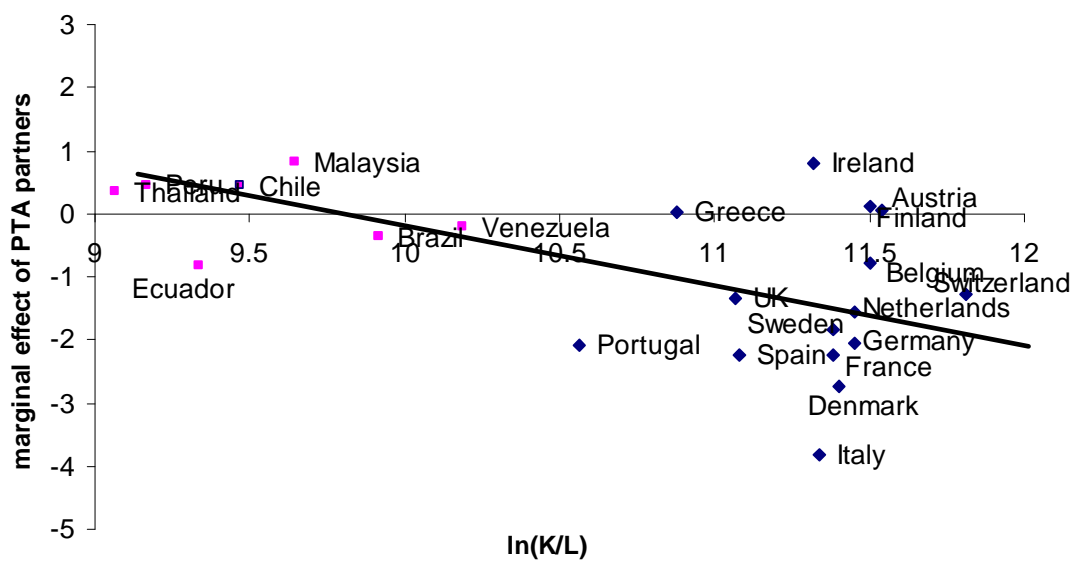 3
2
1
0
-1
-2
-3
-4
-5
marginal effect of PTA partners
9
9.5
10
10.5
11
11.5
12
ln(K/L)
Malaysia
Peru
Chile
Thailand
Ecuador
Brazil
Venezuela
Portugal
Greece
Ireland
Austria
Finland
Belgium
Switzerland
UK
Netherlands
Sweden
Germany
Spain
France
Denmark
Italy